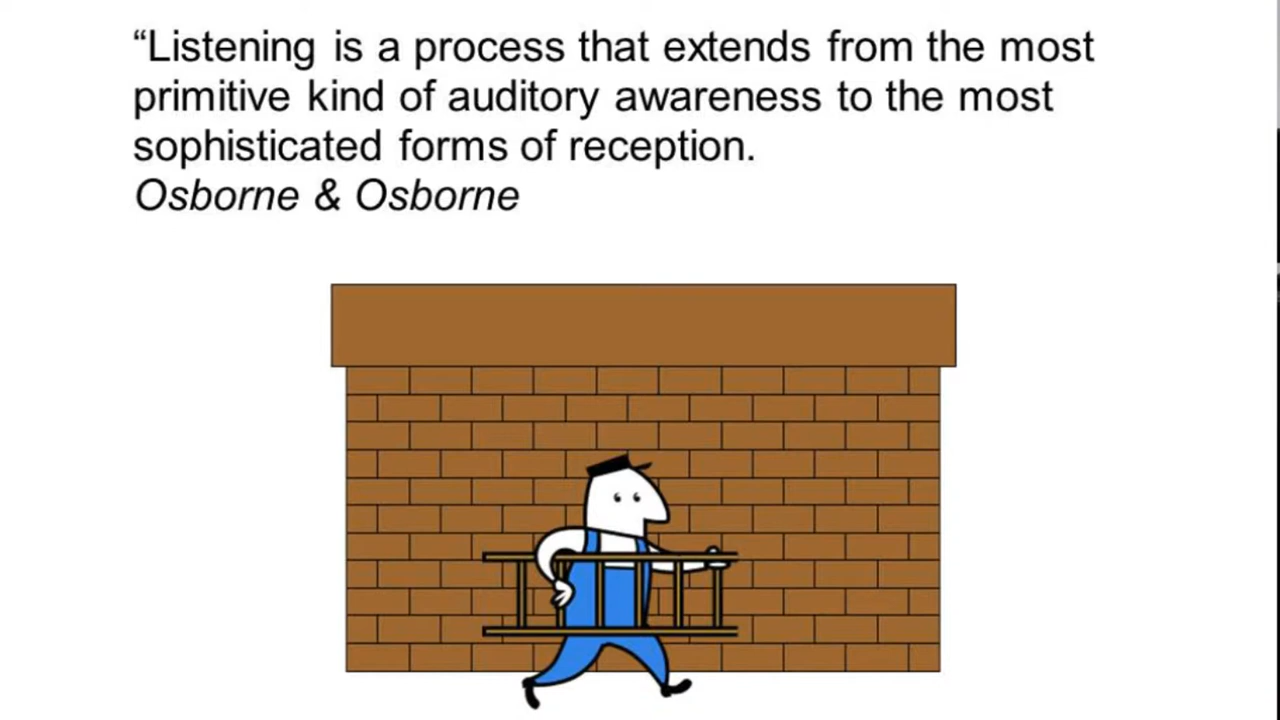 “Listening is a process that extends from the most
primitive kind of auditory awareness to the most
sophisticated forms of reception.
Osborne & Osborne